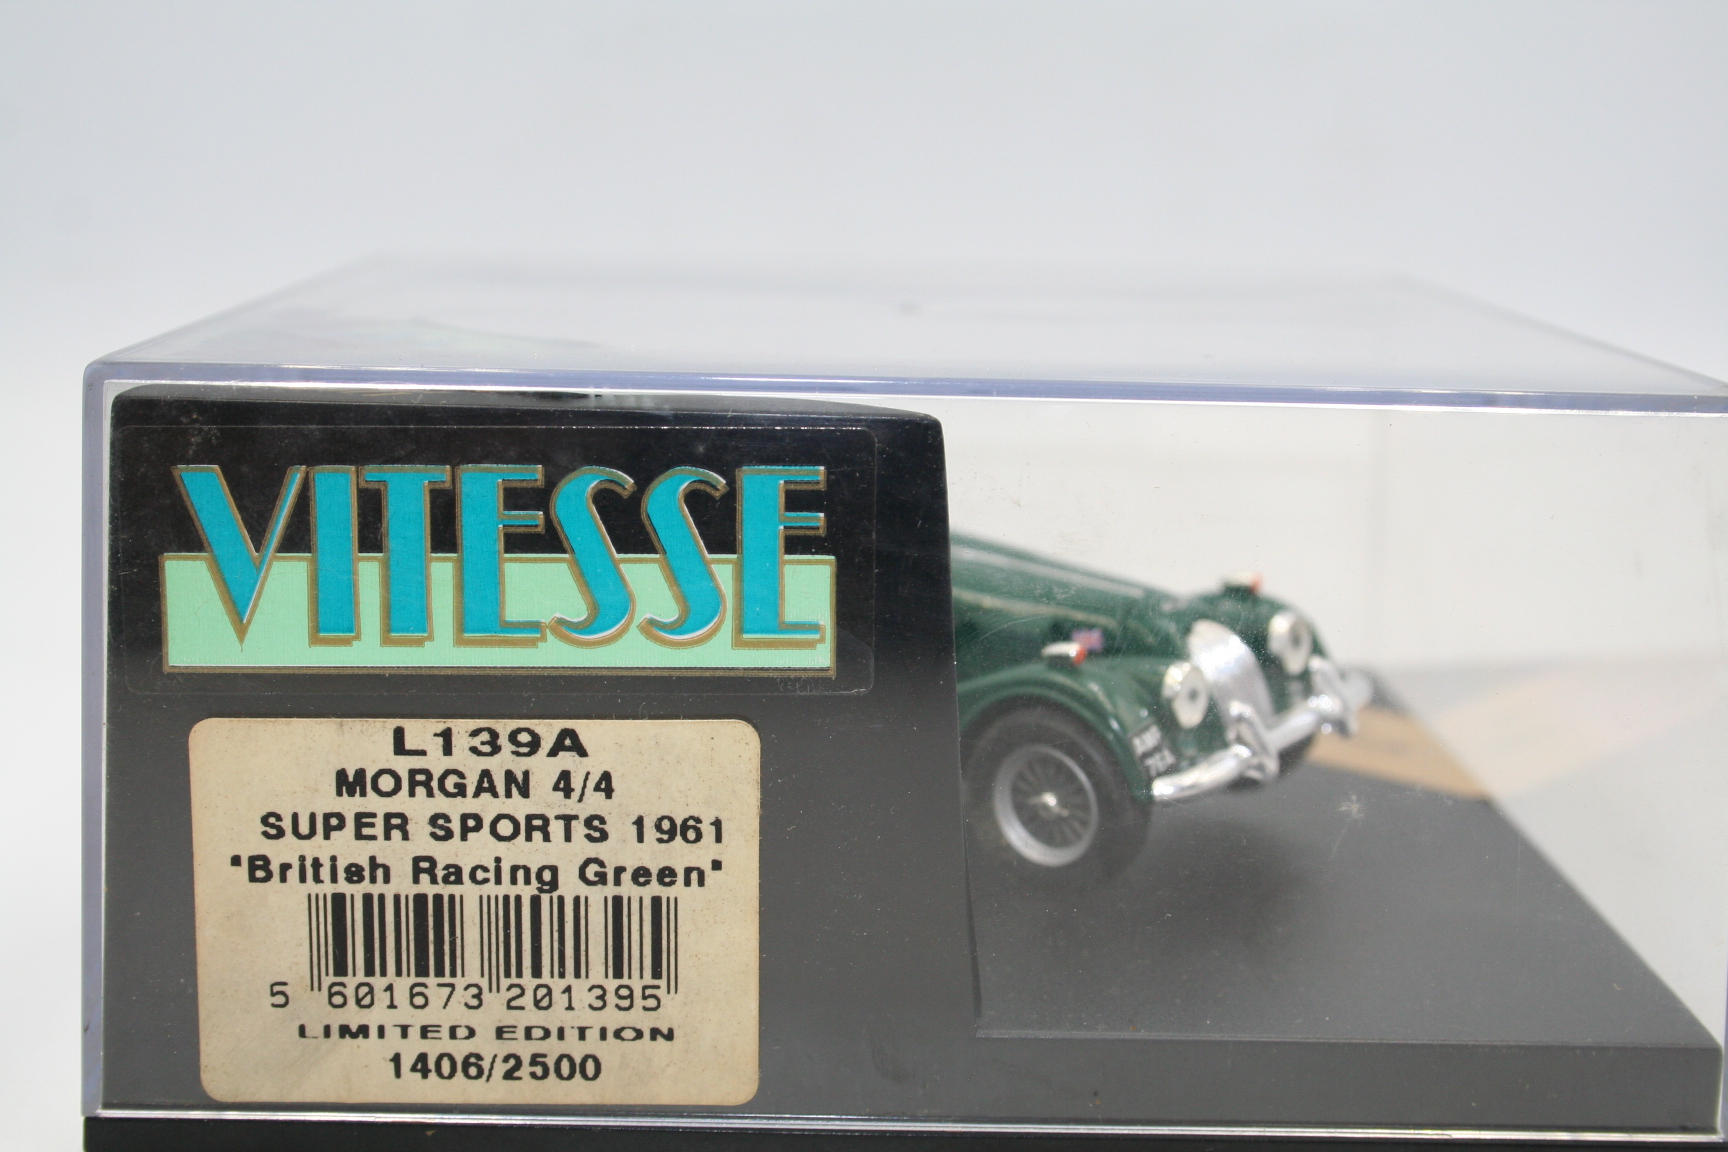 VITESSE
L139A
MORGAN 4/4
SUPER SPORTS 1961
"British Racing Green"
5 601673 201395
LIMITED EDITION
1406/2500